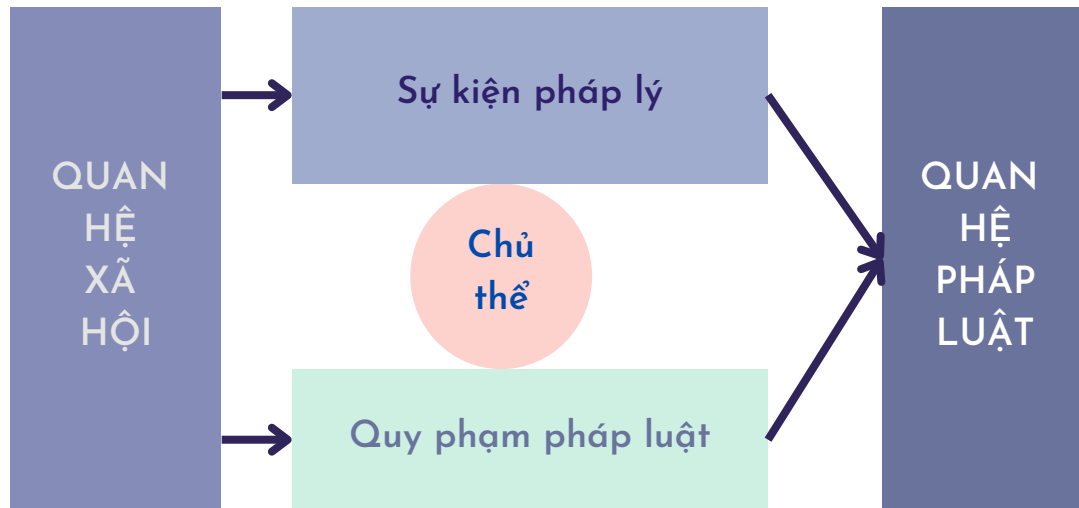 QUAN
HỆ
XÃ
HỘI
Sự kiện pháp lý
Chủ
thể
Quy phạm pháp luật
QUAN
HỆ
PHÁP
LUẬT